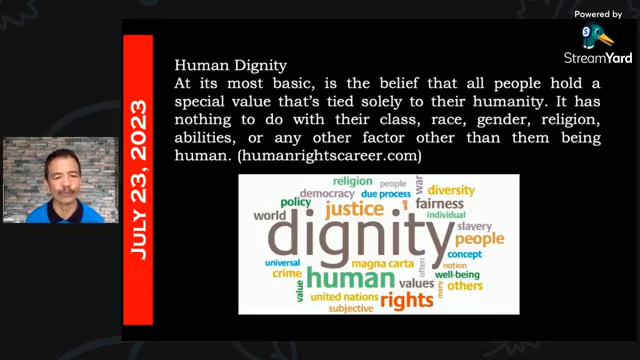 Powered by
StreamYard
JULY 23, 2023
Human Dignity
At its most basic, is the belief that all people hold a
special value that's tied solely to their humanity. It has
nothing to do with their class, race, gender, religion,
abilities, or any other factor other than them being
human. (humanrightscareer.com)
religion people war
democracy due process will diversity
policy justice fairness
world individual
dignity slavery
people
universal magna carta often concept
crime notion
human values well-being
value many others
united nations rights
subjective